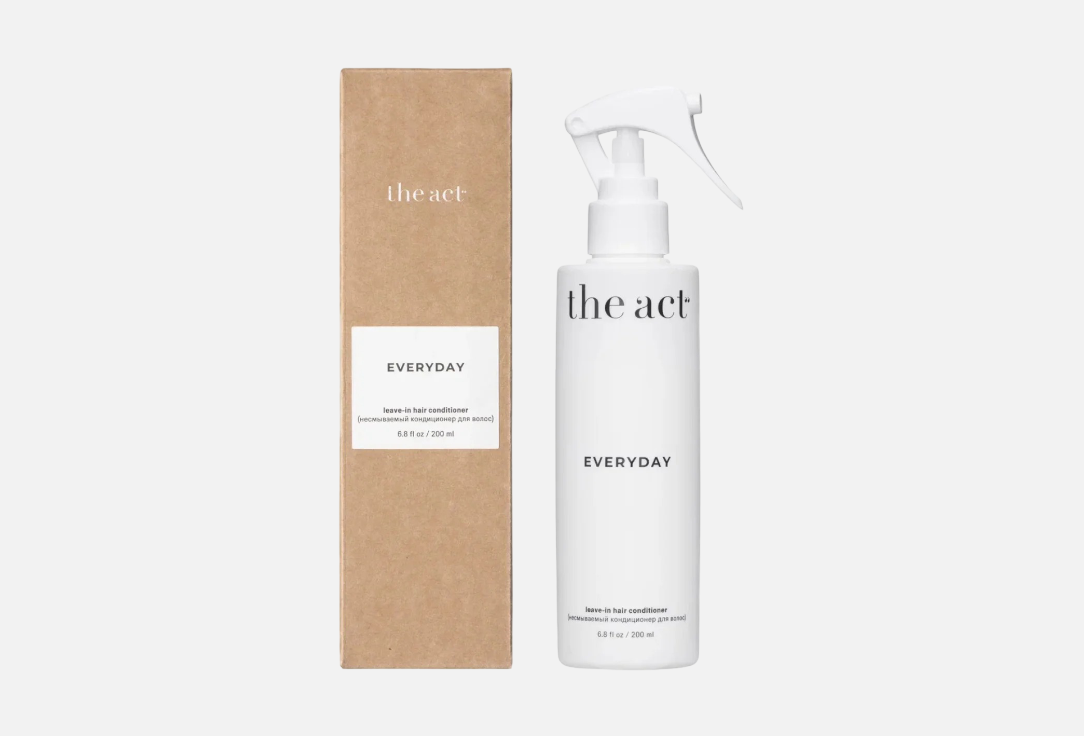 the act
EVERYDAY
leave-in hair conditioner
(несмываемый кондиционер для волос)
6.8 fl oz / 200 ml
the act
EVERYDAY
leave-in hair conditioner
(несмываемый кондиционер для волос)
6.8 fl oz / 200 ml